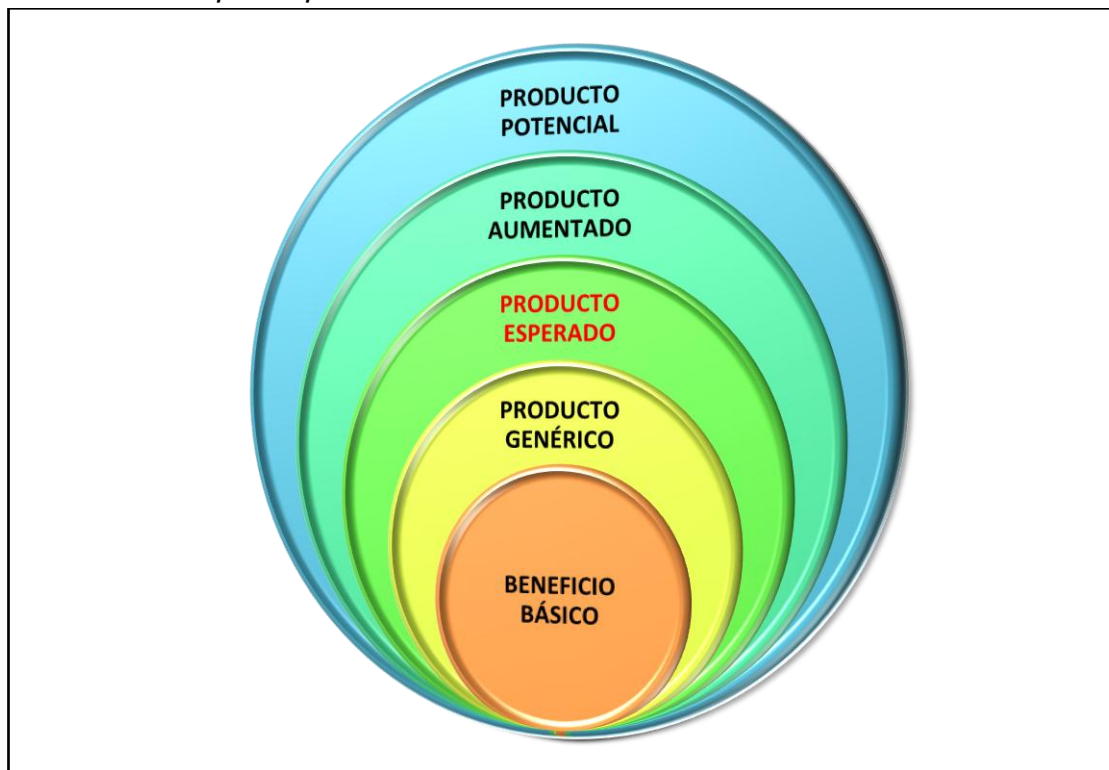 PRODUCTO
POTENCIAL
PRODUCTO
AUMENTADO
PRODUCTO
ESPERADO
PRODUCTO
GENÉRICO
BENEFICIO
BÁSICO